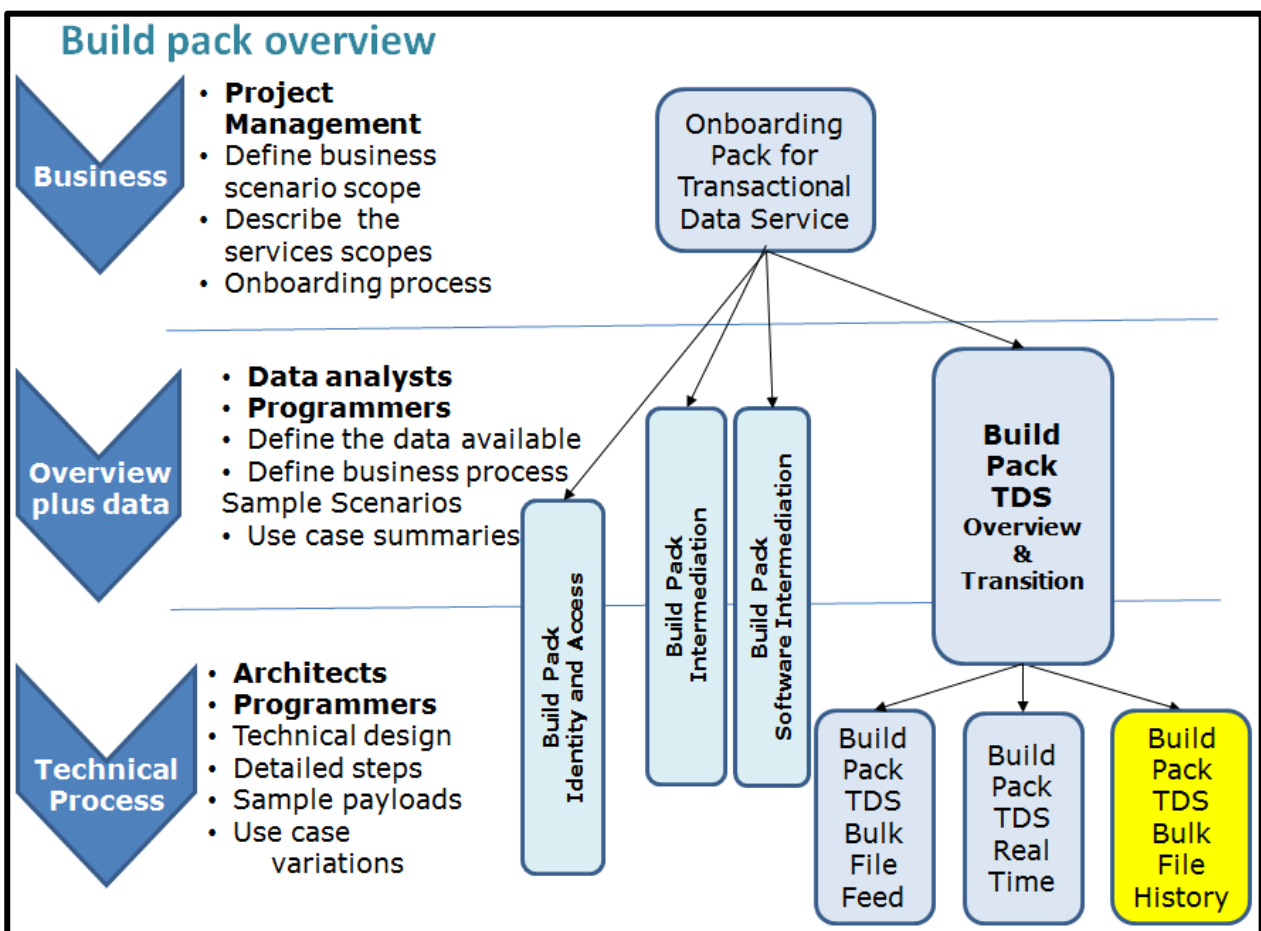 Build pack overview
Business
• Project
Management
• Define business
scenario scope
• Describe the
services scopes
• Onboarding process
Onboarding
Pack for
Transactional
Data Service
Overview
plus data
• Data analysts
• Programmers
• Define the data available
• Define business process
Sample Scenarios
• Use case summaries
Build Pack
Identity and Access
Build Pack
Intermediation
Build Pack
Software Intermediation
Build
Pack
TDS
Overview
&
Transition
Technical
Process
• Architects
• Programmers
• Technical design
• Detailed steps
• Sample payloads
• Use case
variations
Build
Pack
TDS
Bulk
File
Feed
Build
Pack
TDS
Real
Time
Build
Pack
TDS
Bulk
File
History